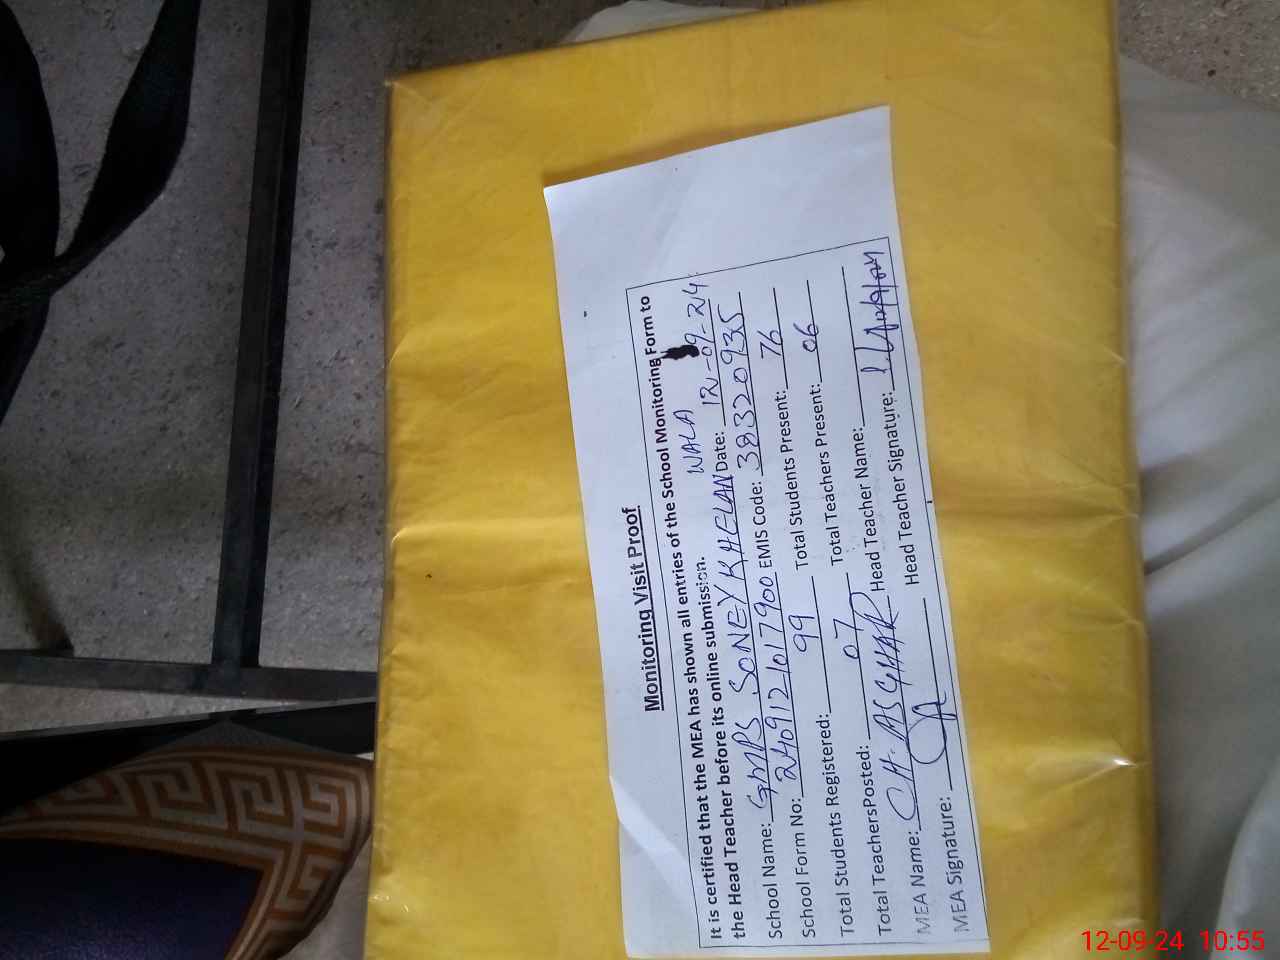 Monitoring Visit Proof
It is certified that the MEA has shown all entries of the School Monitoring Form to
the Head Teacher before its online submission.
School Name: GMPS SONEY KHELAN WALA Date: 12-09-24
School Form No: 2409121017900 EMIS Code: 38320935
Total Students Registered: 99 Total Students Present: 76
Total TeachersPosted: 07 Total Teachers Present: 06
MEA Name: CH. ASGHAR Head Teacher Name:
MEA Signature: Head Teacher Signature:
12-09-24 10:55